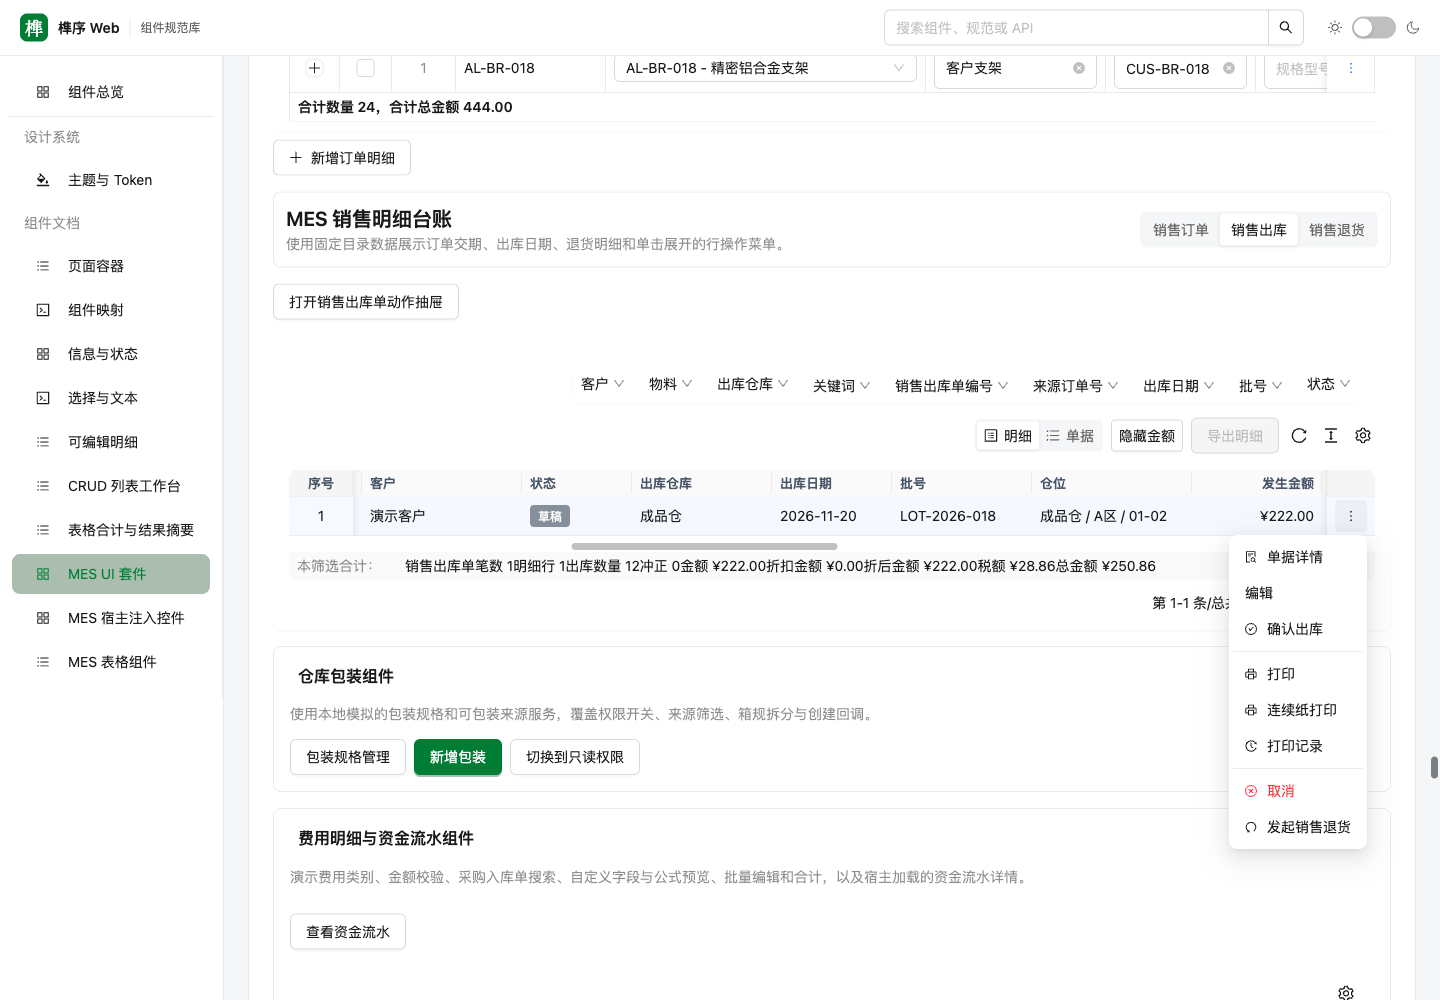 榫 榫序 Web 组件规范库 搜索组件、规范或 API
组件总览
设计系统
主题与 Token
组件文档
页面容器
组件映射
信息与状态
选择与文本
可编辑明细
CRUD 列表工作台
表格合计与结果摘要
MES UI 套件
MES 宿主注入控件
MES 表格组件
1 AL-BR-018 AL-BR-018 - 精密铝合金支架 客户支架 CUS-BR-018 规格型号
合计数量 24，合计总金额 444.00
新增订单明细
MES 销售明细台账
使用固定目录数据展示订单交期、出库日期、退货明细和单击展开的行操作菜单。
销售订单 销售出库 销售退货
打开销售出库单动作抽屉
客户 物料 出库仓库 关键词 销售出库单编号 来源订单号 出库日期 批号 状态
明细 单据 隐藏金额 导出明细
序号 客户 状态 出库仓库 出库日期 批号 仓位 发生金额
1 演示客户 草稿 成品仓 2026-11-20 LOT-2026-018 成品仓 / A区 / 01-02 ¥222.00
本筛选合计： 销售出库单笔数 1明细行 1出库数量 12冲正 0金额 ¥222.00折扣金额 ¥0.00折后金额 ¥222.00税额 ¥28.86总金额 ¥250.86
第 1-1 条/总
单据详情
编辑
确认出库
打印
连续纸打印
打印记录
取消
发起销售退货
仓库包装组件
使用本地模拟的包装规格和可包装来源服务，覆盖权限开关、来源筛选、箱规拆分与创建回调。
包装规格管理 新增包装 切换到只读权限
费用明细与资金流水组件
演示费用类别、金额校验、采购入库单搜索、自定义字段与公式预览、批量编辑和合计，以及宿主加载的资金流水详情。
查看资金流水